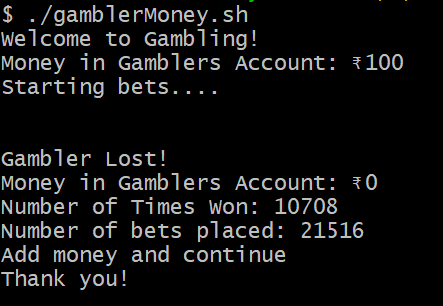 $ ./gamblerMoney.sh
Welcome to Gambling!
Money in Gamblers Account: ₹100
Starting bets....
Gambler Lost!
Money in Gamblers Account: ₹0
Number of Times Won: 10708
Number of bets placed: 21516
Add money and continue
Thank you!